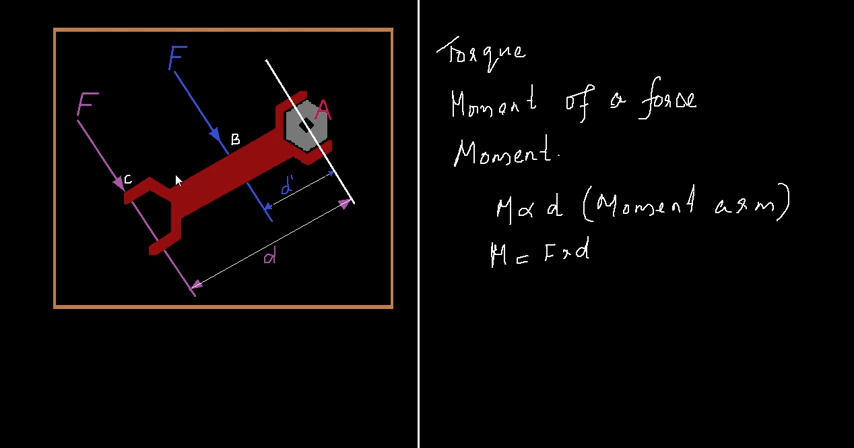 F
F
A
B
C
d'
d
Torque
Moment of a force
Moment.
M α d (Moment arm)
M = F × d